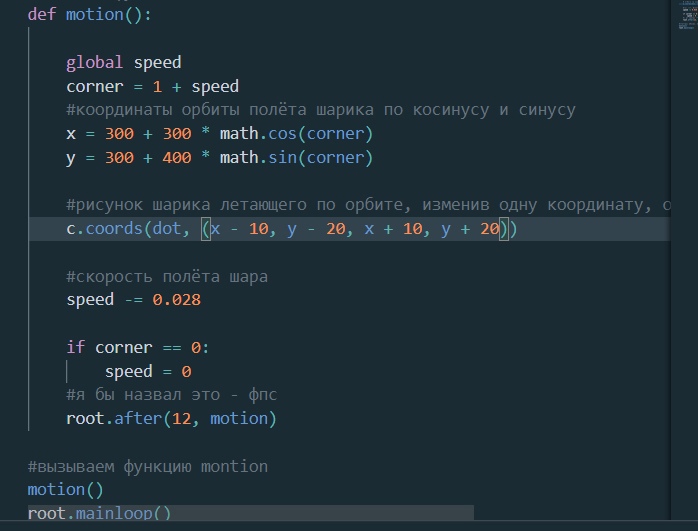 def motion():
global speed
corner = 1 + speed
#координаты орбиты полёта шарика по косинусу и синусу
x = 300 + 300 * math.cos(corner)
y = 300 + 400 * math.sin(corner)
#рисунок шарика летающего по орбите, изменив одну координату, о
c.coords(dot, (x - 10, y - 20, x + 10, y + 20))
#скорость полёта шара
speed -= 0.028
if corner == 0:
speed = 0
#я бы назвал это - фпс
root.after(12, motion)
#вызываем функцию montion
motion()
root.mainloop()